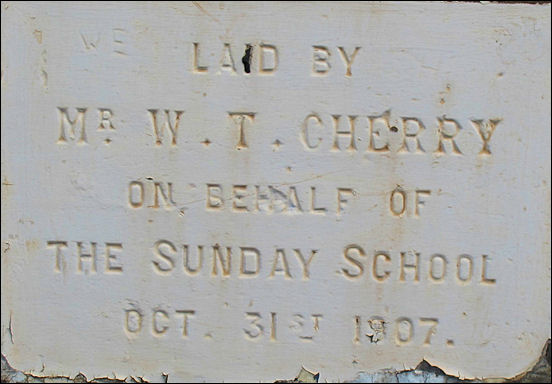 LAID BY
MR W. T. CHERRY
ON BEHALF OF
THE SUNDAY SCHOOL
OCT. 31ST 1907.